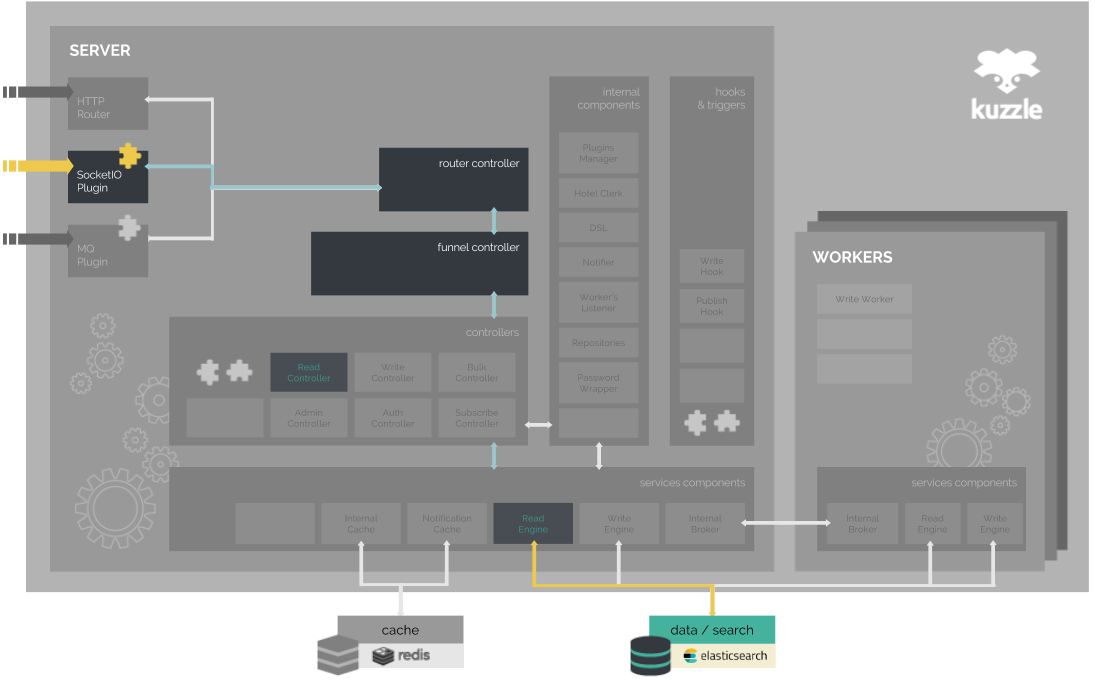 SERVER
HTTP
Router
SocketIO
Plugin
MQ
Plugin
router controller
funnel controller
controllers
Read
Controller
Write
Controller
Bulk
Controller
Admin
Controller
Auth
Controller
Subscribe
Controller
internal
components
Plugins
Manager
Hotel Clerk
DSL
Notifier
Worker's
Listener
Repositories
Password
Wrapper
hooks
& triggers
Write
Hook
Publish
Hook
kuzzle
WORKERS
Write Worker
services components
Internal
Cache
Notification
Cache
Read
Engine
Write
Engine
Internal
Broker
services components
Internal
Broker
Read
Engine
Write
Engine
cache
redis
data / search
elasticsearch